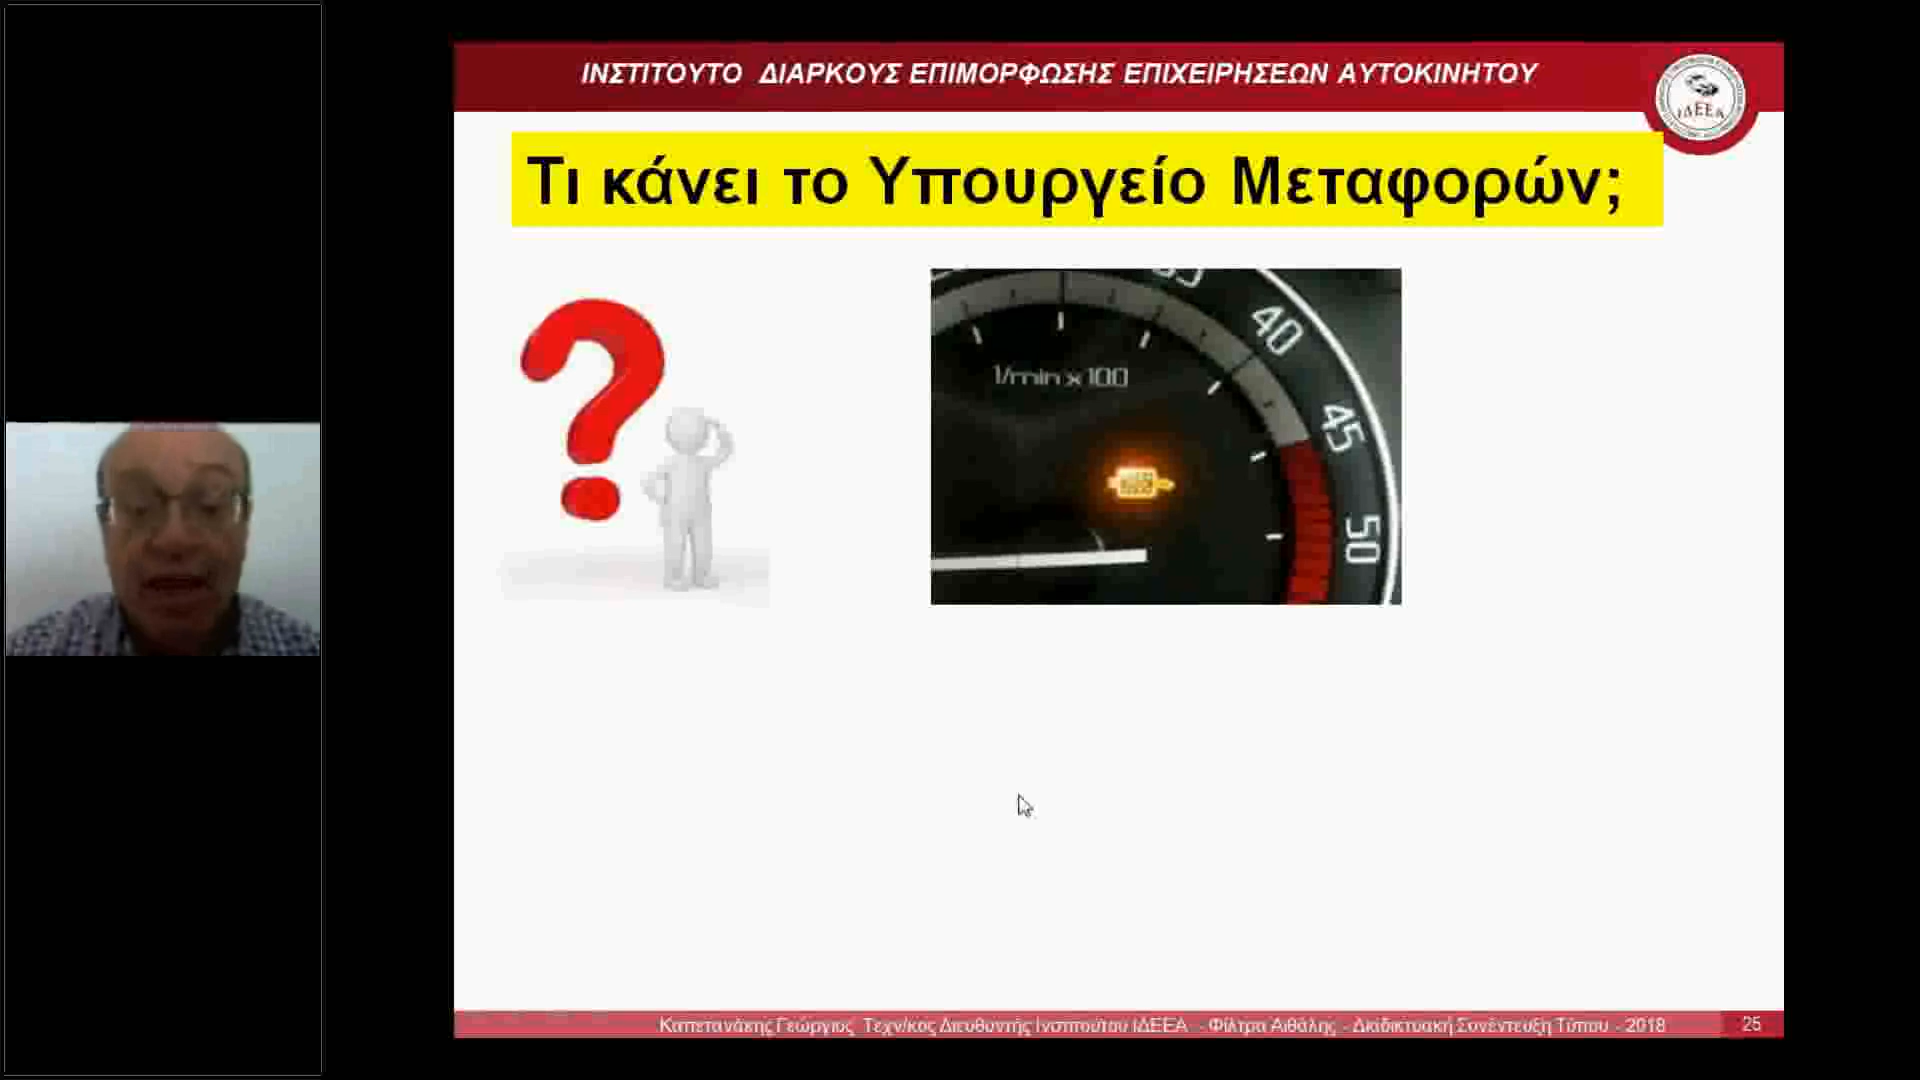 ΙΝΣΤΙΤΟΥΤΟ ΔΙΑΡΚΟΥΣ ΕΠΙΜΟΡΦΩΣΗΣ ΕΠΙΧΕΙΡΗΣΕΩΝ ΑΥΤΟΚΙΝΗΤΟΥ
ΙΔΕΕΑ
Τι κάνει το Υπουργείο Μεταφορών;
40
1/min x 100
45
50
Καπετανάκης Γεώργιος Τεχν/κος Διευθυντής Ινστιτούτου ΙΔΕΕΑ - Φίλτρα Αιθάλης - Διαδικτυακή Συνέντευξη Τύπου - 2018
25